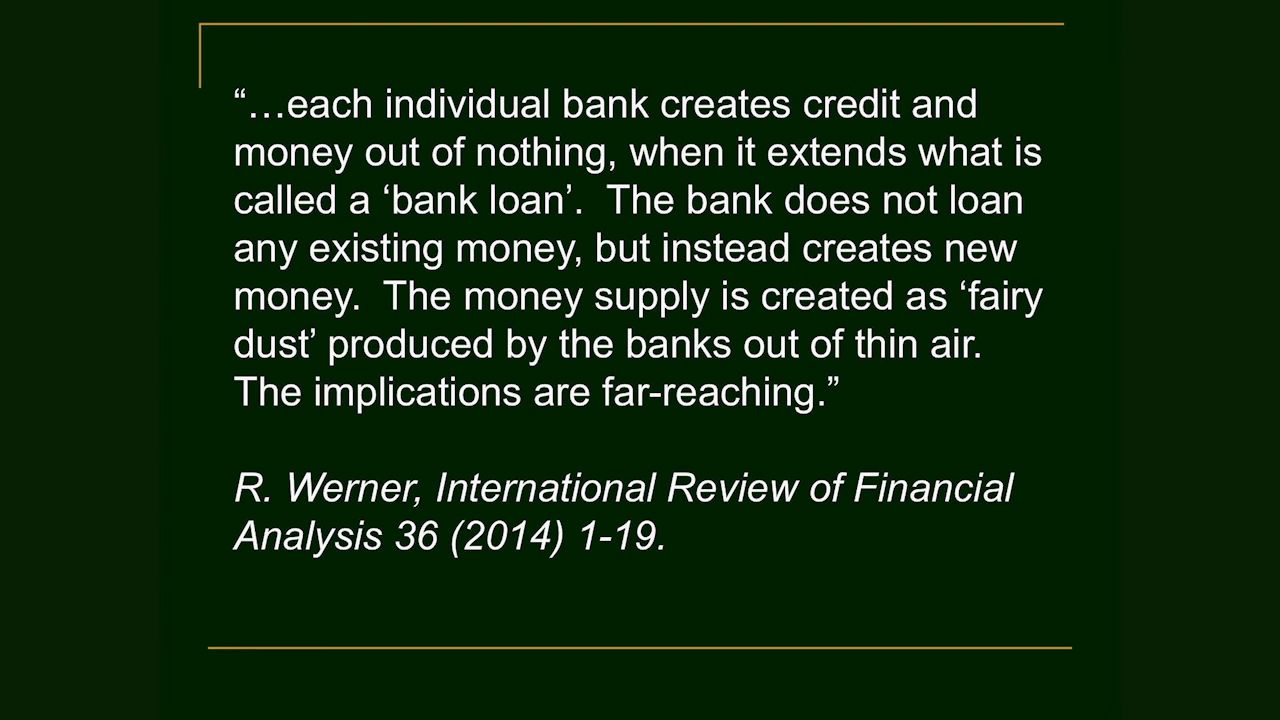 “…each individual bank creates credit and
money out of nothing, when it extends what is
called a ‘bank loan’.  The bank does not loan
any existing money, but instead creates new
money.  The money supply is created as ‘fairy
dust’ produced by the banks out of thin air.
The implications are far-reaching.”
R. Werner, International Review of Financial
Analysis 36 (2014) 1-19.